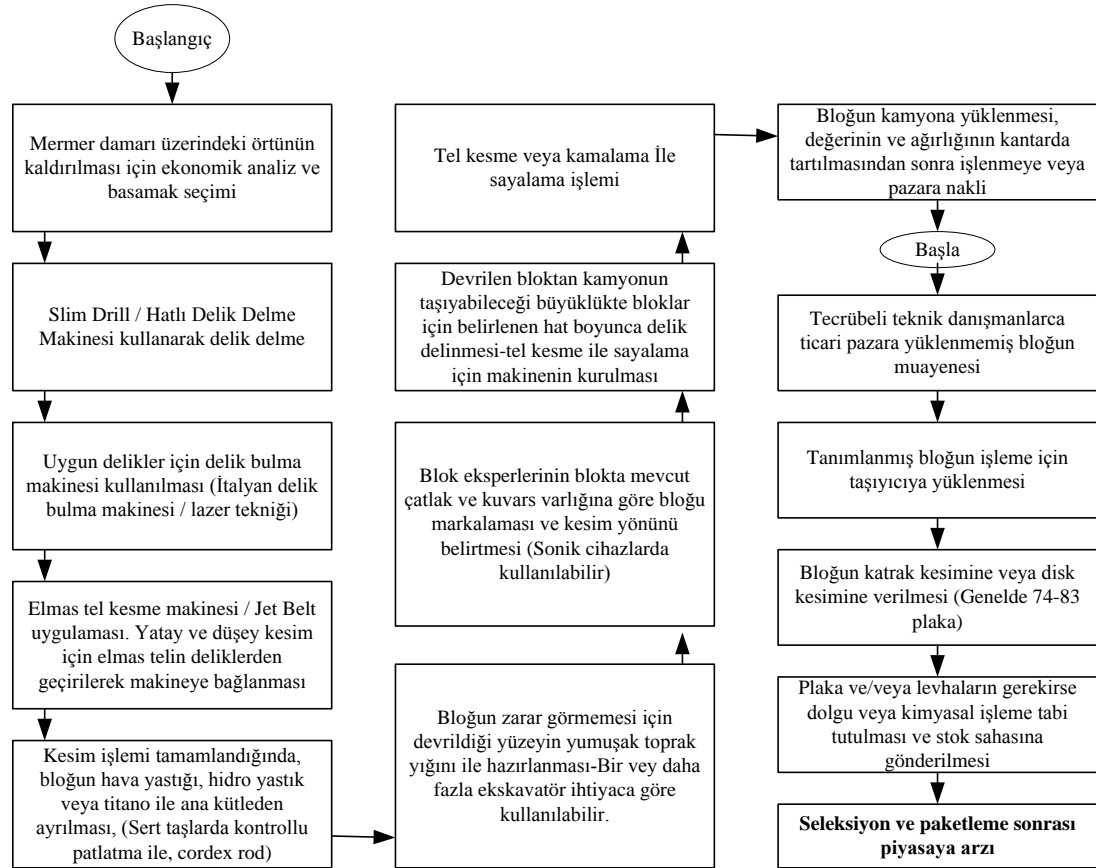 Başlangıç
Mermer damarı üzerindeki örtünün
kaldırılması için ekonomik analiz ve
basamak seçimi
Slim Drill / Hatlı Delik Delme
Makinesi kullanarak delik delme
Uygun delikler için delik bulma
makinesi kullanılması (İtalyan delik
bulma makinesi / lazer tekniği)
Elmas tel kesme makinesi / Jet Belt
uygulaması. Yatay ve düşey kesim
için elmas telin deliklerden
geçirilerek makineye bağlanması
Kesim işlemi tamamlandığında,
bloğun hava yastığı, hidro yastık
veya titano ile ana kütleden
ayrılması, (Sert taşlarda kontrollu
patlatma ile, cordex rod)
Bloğun zarar görmemesi için
devrildiği yüzeyin yumuşak toprak
yığını ile hazırlanması-Bir vey daha
fazla ekskavatör ihtiyaca göre
kullanılabilir.
Blok eksperlerinin blokta mevcut
çatlak ve kuvars varlığına göre bloğu
markalaması ve kesim yönünü
belirtmesi (Sonik cihazlarda
kullanılabilir)
Devrilen bloktan kamyonun
taşıyabileceği büyüklükte bloklar
için belirlenen hat boyunca delik
delinmesi-tel kesme ile sayalama
için makinenin kurulması
Tel kesme veya kamalama İle
sayalama işlemi
Bloğun kamyona yüklenmesi,
değerinin ve ağırlığının kantarda
tartılmasından sonra işlenmeye veya
pazara nakli
Başla
Tecrübeli teknik danışmanlarca
ticari pazara yüklenmemiş bloğun
muayenesi
Tanımlanmış bloğun işleme için
taşıyıcıya yüklenmesi
Bloğun katrak kesimine veya disk
kesimine verilmesi (Genelde 74-83
plaka)
Plaka ve/veya levhaların gerekirse
dolgu veya kimyasal işleme tabi
tutulması ve stok sahasına
gönderilmesi
Seleksiyon ve paketleme sonrası
piyasaya arzı